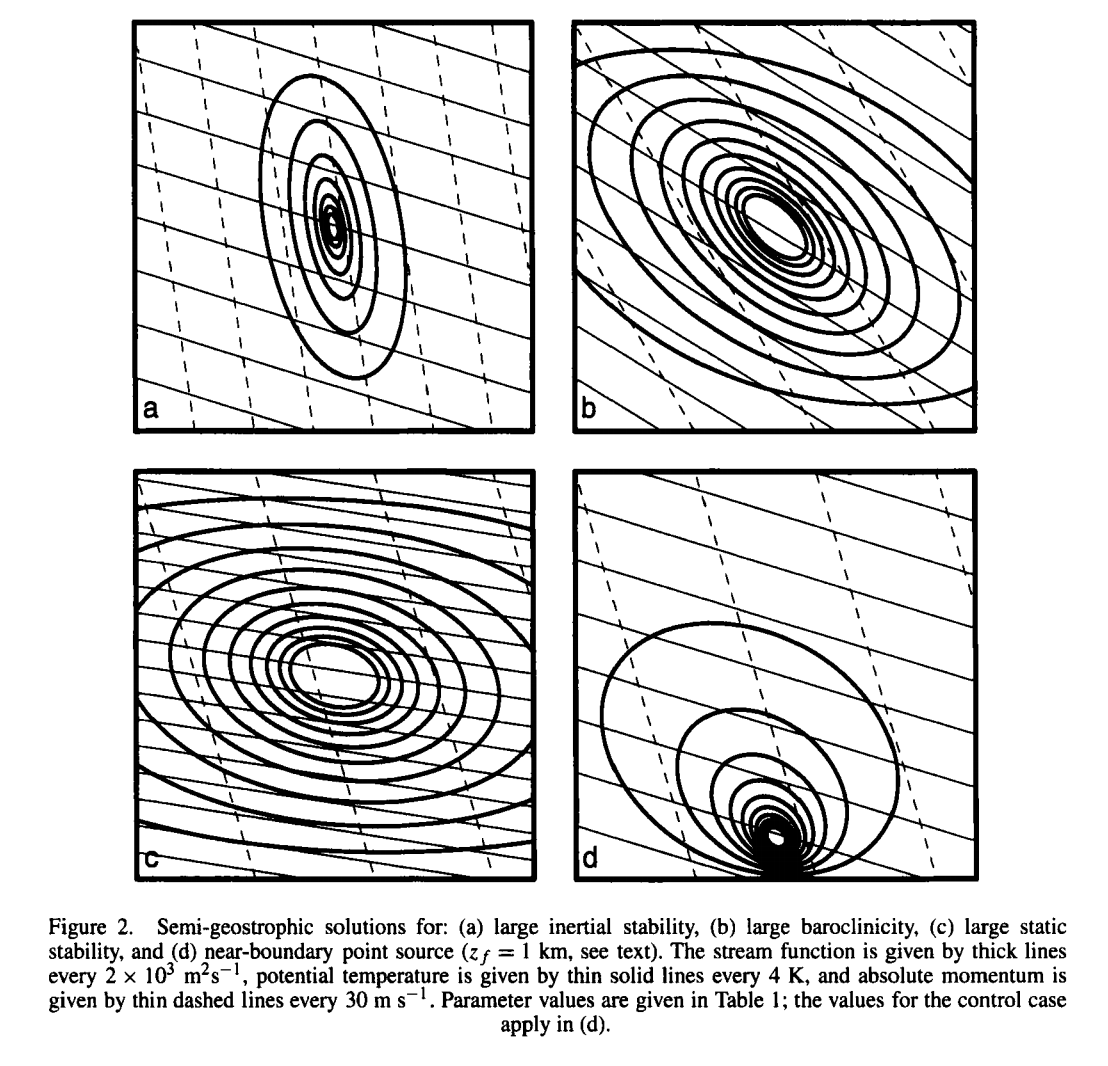 a
b
c
d
Figure 2. Semi-geostrophic solutions for: (a) large inertial stability, (b) large baroclinicity, (c) large static
stability, and (d) near-boundary point source (z_f = 1 km, see text). The stream function is given by thick lines
every 2 × 10³ m²s⁻¹, potential temperature is given by thin solid lines every 4 K, and absolute momentum is
given by thin dashed lines every 30 m s⁻¹. Parameter values are given in Table 1; the values for the control case
apply in (d).